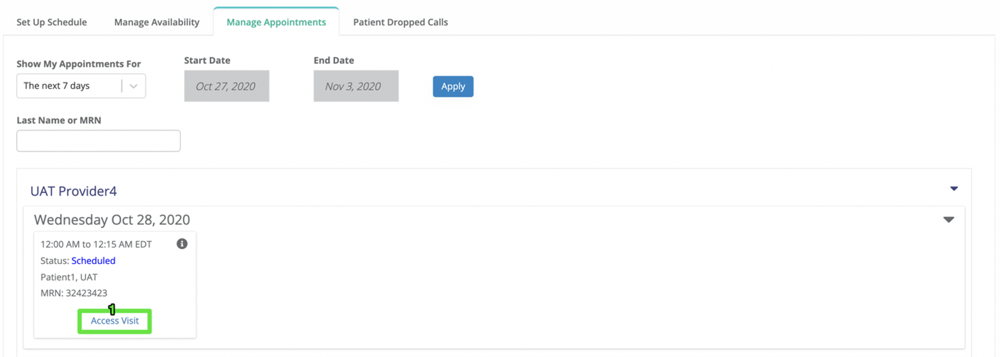 Set Up Schedule Manage Availability Manage Appointments Patient Dropped Calls
Show My Appointments For Start Date End Date
The next 7 days Oct 27, 2020 Nov 3, 2020 Apply
Last Name or MRN
UAT Provider4
Wednesday Oct 28, 2020
12:00 AM to 12:15 AM EDT
Status: Scheduled
Patient1, UAT
MRN: 32423423
1
Access Visit